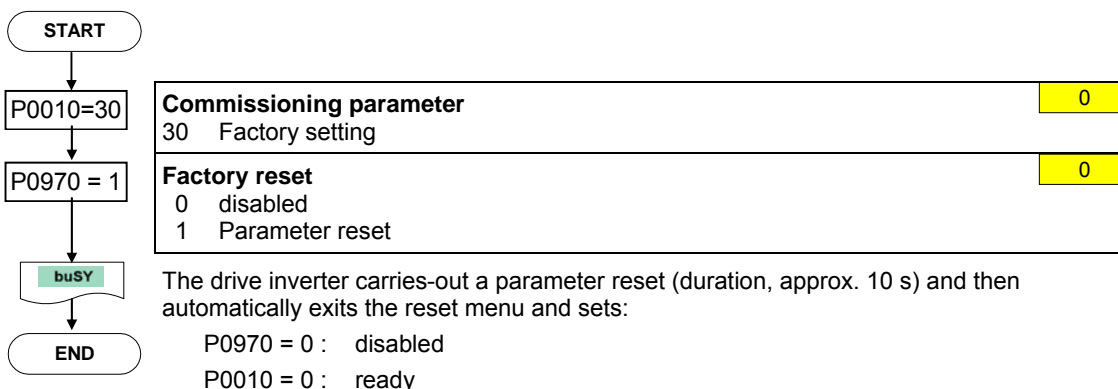 START
P0010=30
Commissioning parameter
0
30 Factory setting
P0970 = 1
Factory reset
0
0 disabled
1 Parameter reset
buSY
The drive inverter carries-out a parameter reset (duration, approx. 10 s) and then
automatically exits the reset menu and sets:
END
P0970 = 0 : disabled
P0010 = 0 : ready